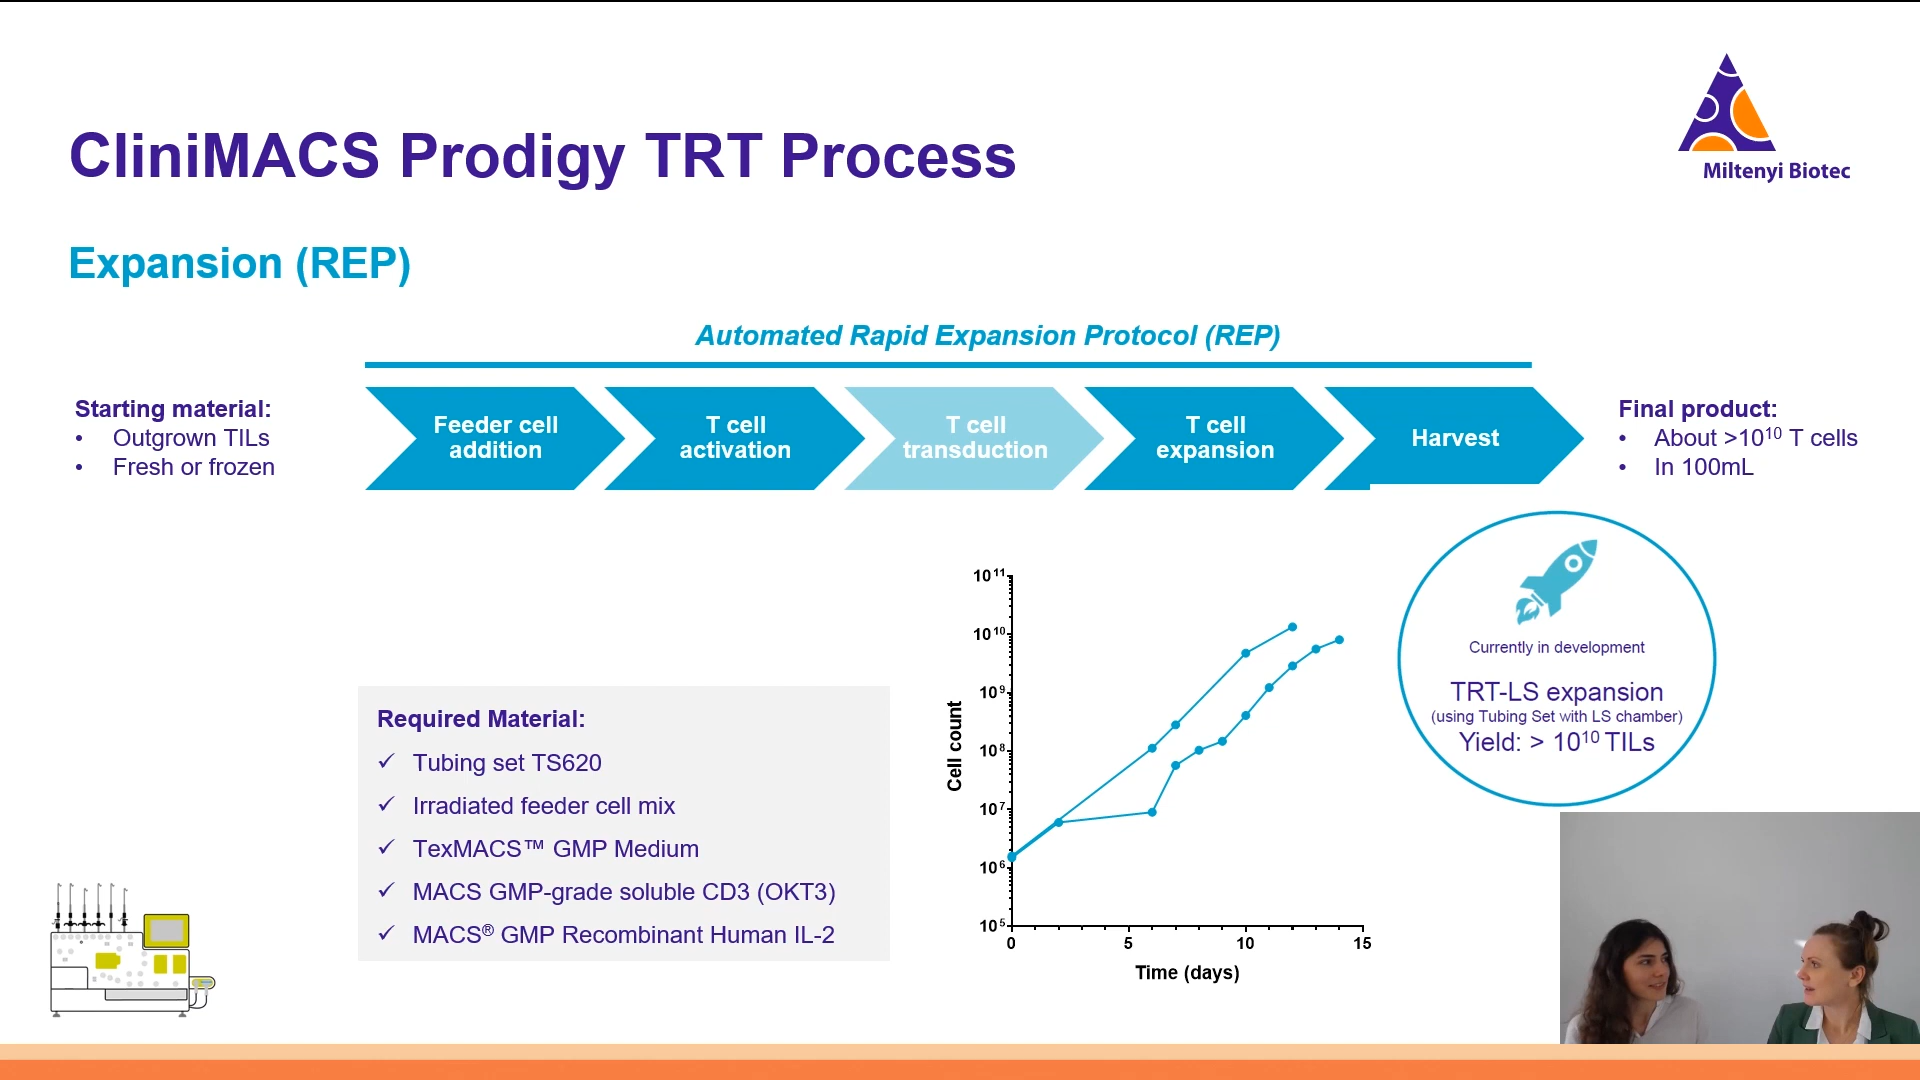 CliniMACS Prodigy TRT Process
Miltenyi Biotec
Expansion (REP)
Automated Rapid Expansion Protocol (REP)
Starting material:
• Outgrown TILs
• Fresh or frozen
Feeder cell
addition
T cell
activation
T cell
transduction
T cell
expansion
Harvest
Final product:
• About >10¹⁰ T cells
• In 100mL
Required Material:
✓ Tubing set TS620
✓ Irradiated feeder cell mix
✓ TexMACS™ GMP Medium
✓ MACS GMP-grade soluble CD3 (OKT3)
✓ MACS® GMP Recombinant Human IL-2
Cell count
10¹¹
10¹⁰
10⁹
10⁸
10⁷
10⁶
10⁵
0 5 10 15
Time (days)
Currently in development
TRT-LS expansion
(using Tubing Set with LS chamber)
Yield: > 10¹⁰ TILs